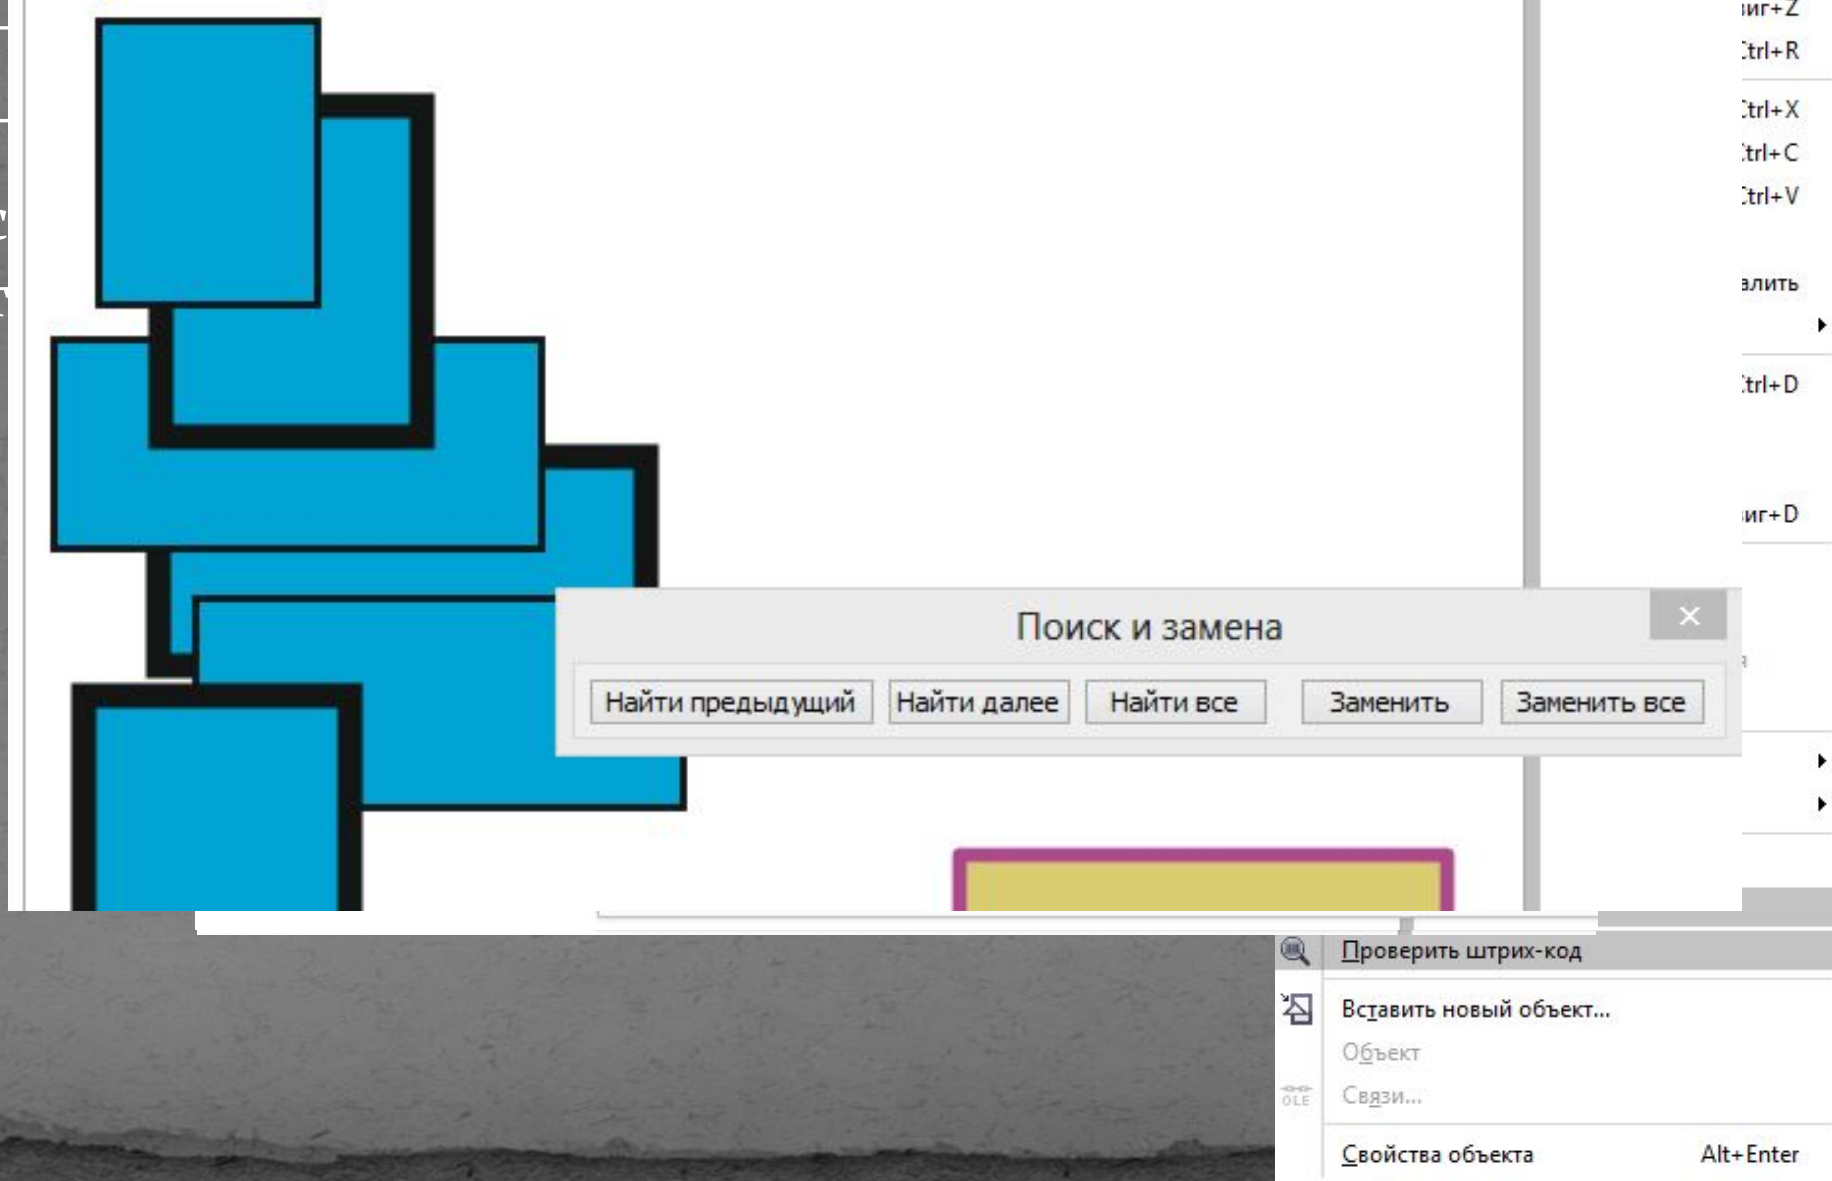 Ctrl+R
Ctrl+X
Ctrl+C
Ctrl+V
Ctrl+D
Поиск и замена
Найти предыдущий Найти далее Найти все Заменить Заменить все
Проверить штрих-код
Вставить новый объект...
Объект
OLE Связи...
Свойства объекта Alt+Enter